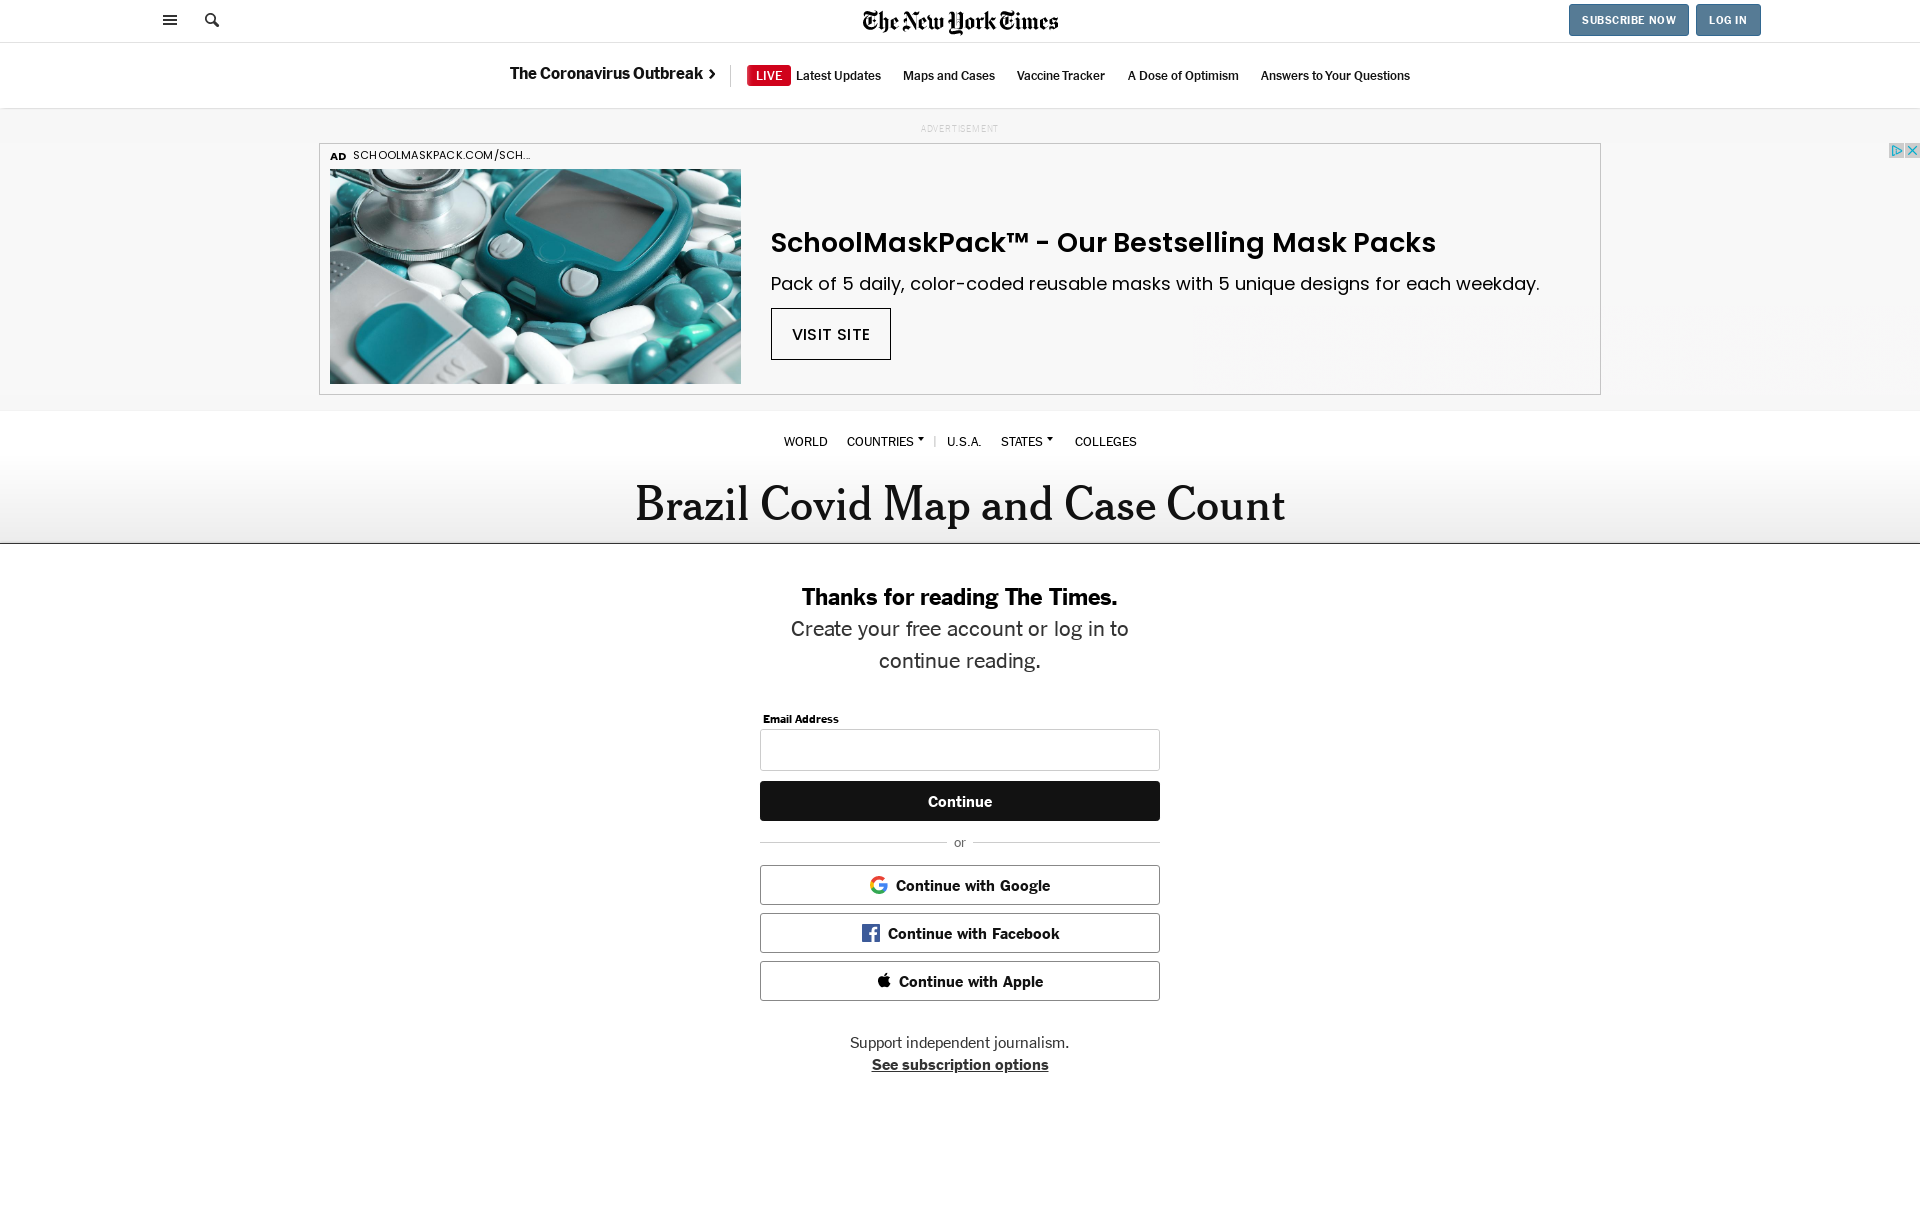 The New York Times
SUBSCRIBE NOW
LOG IN
The Coronavirus Outbreak ›
LIVE Latest Updates
Maps and Cases
Vaccine Tracker
A Dose of Optimism
Answers to Your Questions
ADVERTISEMENT
AD SCHOOLMASKPACK.COM/SCH...
SchoolMaskPack™ - Our Bestselling Mask Packs
Pack of 5 daily, color-coded reusable masks with 5 unique designs for each weekday.
VISIT SITE
WORLD COUNTRIES | U.S.A. STATES COLLEGES
Brazil Covid Map and Case Count
Thanks for reading The Times.
Create your free account or log in to
continue reading.
Email Address
Continue
or
Continue with Google
Continue with Facebook
Continue with Apple
Support independent journalism.
See subscription options